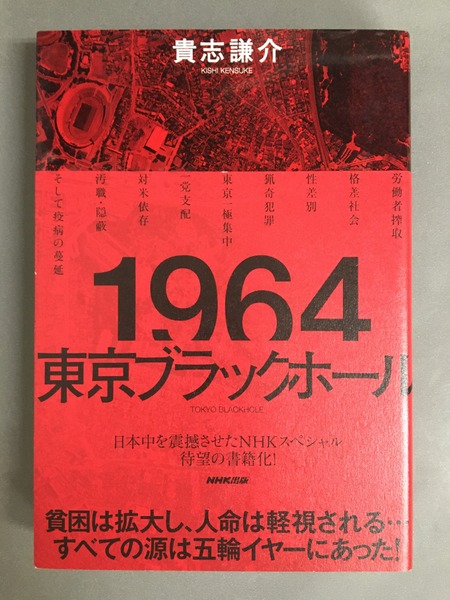 貴志謙介
KISHI KENSUKE
労働者搾取
格差社会
性差別
猟奇犯罪
東京一極集中
一党支配
対米依存
汚職・隠蔽
そして疫病の蔓延
1964
東京ブラックホール
TOKYO BLACKHOLE
日本中を震撼させたNHKスペシャル
待望の書籍化!
NHK出版
貧困は拡大し、人命は軽視される…
すべての源は五輪イヤーにあった!